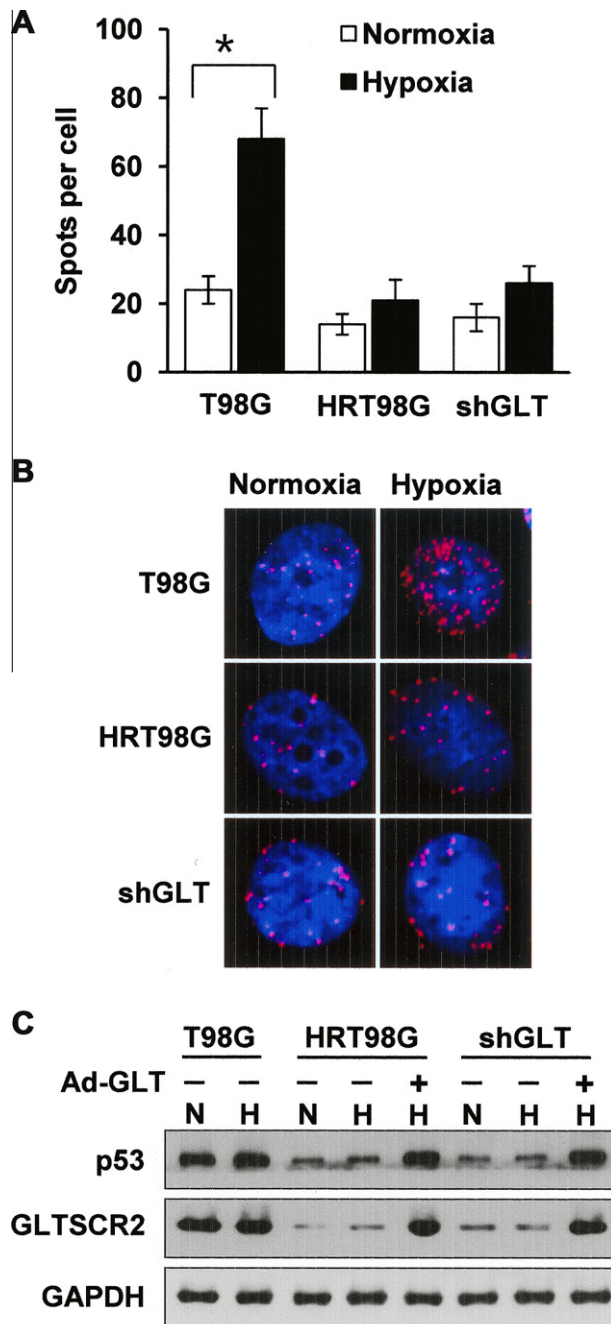 A
*
Normoxia
Hypoxia
100
80
60
40
20
0
Spots per cell
T98G HRT98G shGLT
B
Normoxia Hypoxia
T98G
HRT98G
shGLT
C
T98G HRT98G shGLT
Ad-GLT − − − − + − − +
N H N H H N H H
p53
GLTSCR2
GAPDH